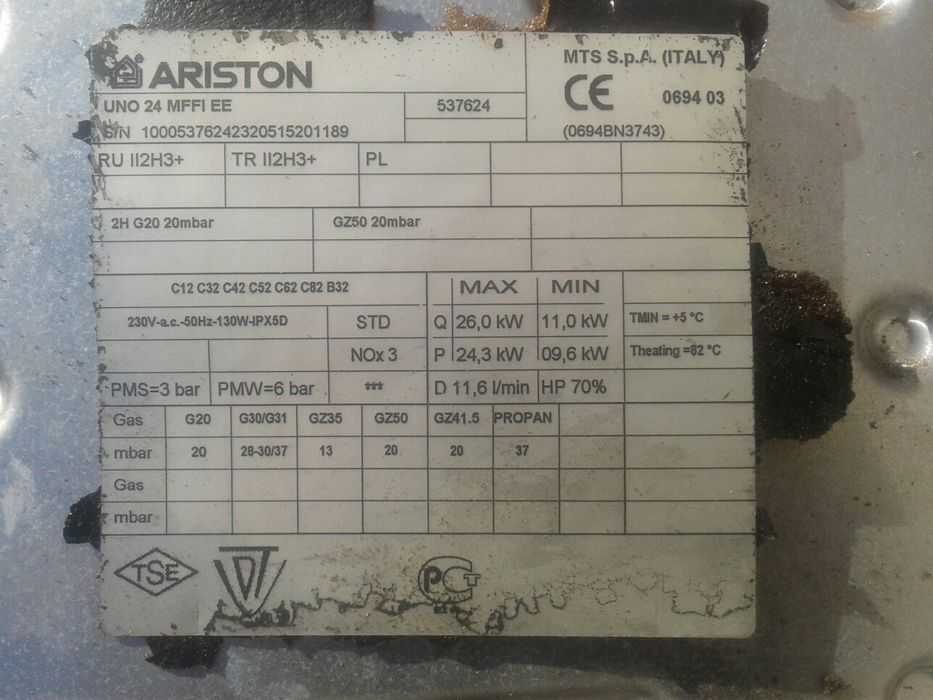 ARISTON
MTS S.p.A. (ITALY)
CE 0694 03
UNO 24 MFFI EE 537624
S/N 10005376242320515201189 (0694BN3743)
RU II2H3+ TR II2H3+ PL
2H G20 20mbar GZ50 20mbar
C12 C32 C42 C52 C62 C82 B32 MAX MIN
230V-a.c.-50Hz-130W-IPX5D STD Q 26,0 kW 11,0 kW TMIN = +5 °C
NOx 3 P 24,3 kW 09,6 kW Theating =82 °C
PMS=3 bar PMW=6 bar *** D 11,6 l/min HP 70%
Gas G20 G30/G31 GZ35 GZ50 GZ41.5 PROPAN
mbar 20 28-30/37 13 20 20 37
Gas
mbar
TSE